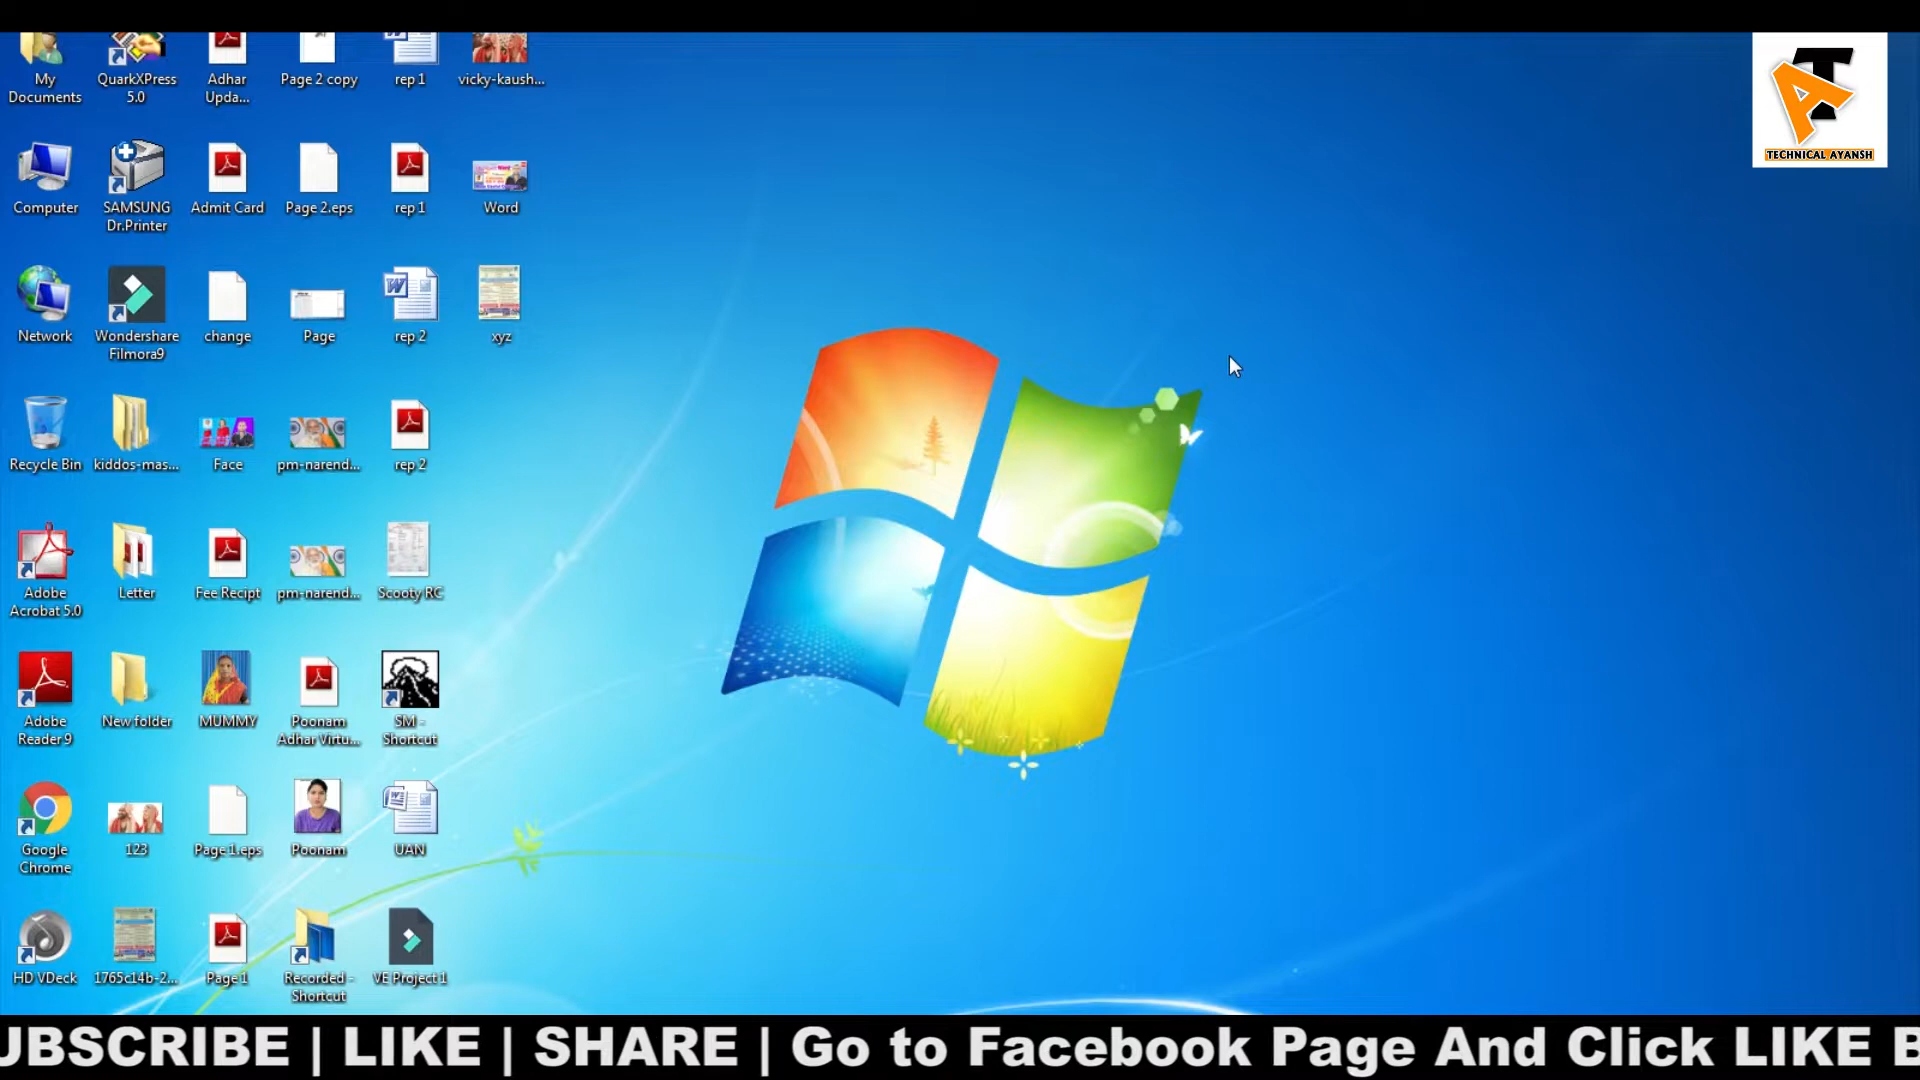 My
Documents
QuarkXPress
5.0
Adhar
Upda...
Page 2 copy
rep 1
vicky-kaush...
A T
TECHNICAL AYANSH
Computer
SAMSUNG
Dr.Printer
Admit Card
Page 2.eps
rep 1
Word
Network
Wondershare
Filmora9
change
Page
rep 2
xyz
Recycle Bin
kiddos-mas...
Face
pm-narend...
rep 2
Adobe
Acrobat 5.0
Letter
Fee Recipt
pm-narend...
Scooty RC
Adobe
Reader 9
New folder
MUMMY
Poonam
Adhar Virtu...
SM -
Shortcut
Google
Chrome
123
Page 1.eps
Poonam
UAN
HD VDeck
1765c14b-2...
Page 1
Recorded -
Shortcut
VE Project 1
UBSCRIBE | LIKE | SHARE | Go to Facebook Page And Click LIKE B